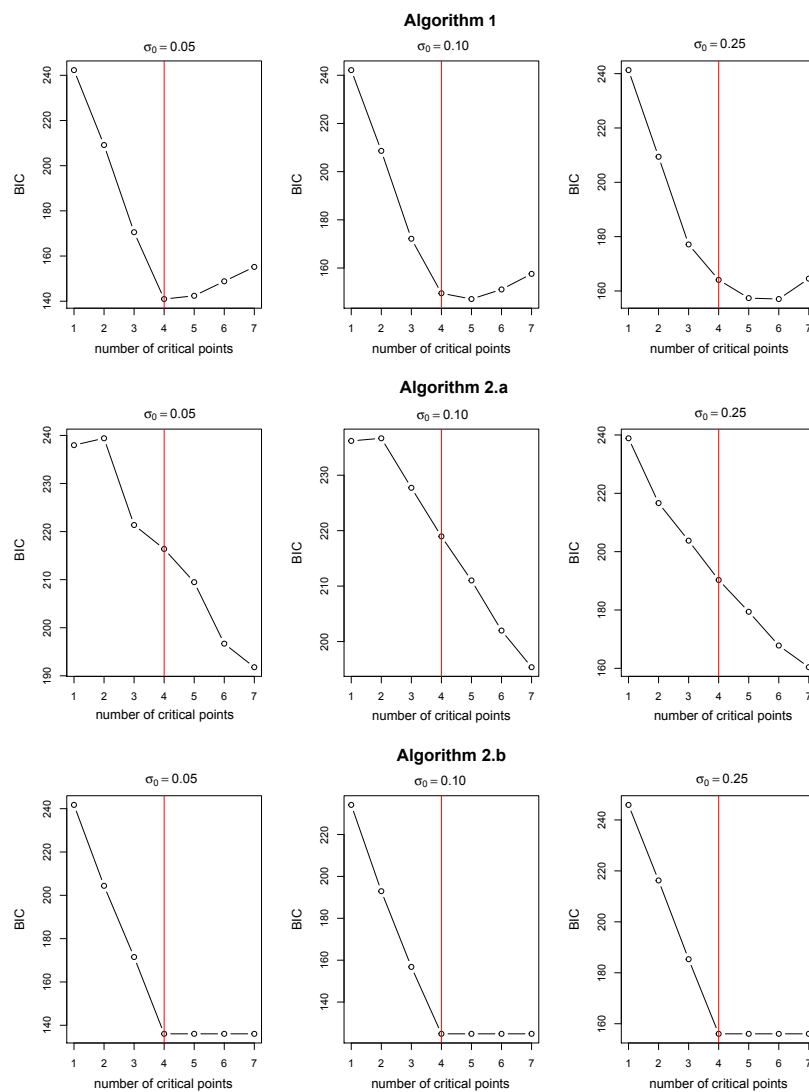 Algorithm 1
σ0 = 0.05
σ0 = 0.10
σ0 = 0.25
BIC
140 160 180 200 220 240
1 2 3 4 5 6 7
number of critical points
BIC
160 180 200 220 240
1 2 3 4 5 6 7
number of critical points
BIC
160 180 200 220 240
1 2 3 4 5 6 7
number of critical points
Algorithm 2.a
σ0 = 0.05
σ0 = 0.10
σ0 = 0.25
BIC
190 200 210 220 230 240
1 2 3 4 5 6 7
number of critical points
BIC
200 210 220 230
1 2 3 4 5 6 7
number of critical points
BIC
160 180 200 220 240
1 2 3 4 5 6 7
number of critical points
Algorithm 2.b
σ0 = 0.05
σ0 = 0.10
σ0 = 0.25
BIC
140 160 180 200 220 240
1 2 3 4 5 6 7
number of critical points
BIC
140 160 180 200 220
1 2 3 4 5 6 7
number of critical points
BIC
160 180 200 220 240
1 2 3 4 5 6 7
number of critical points